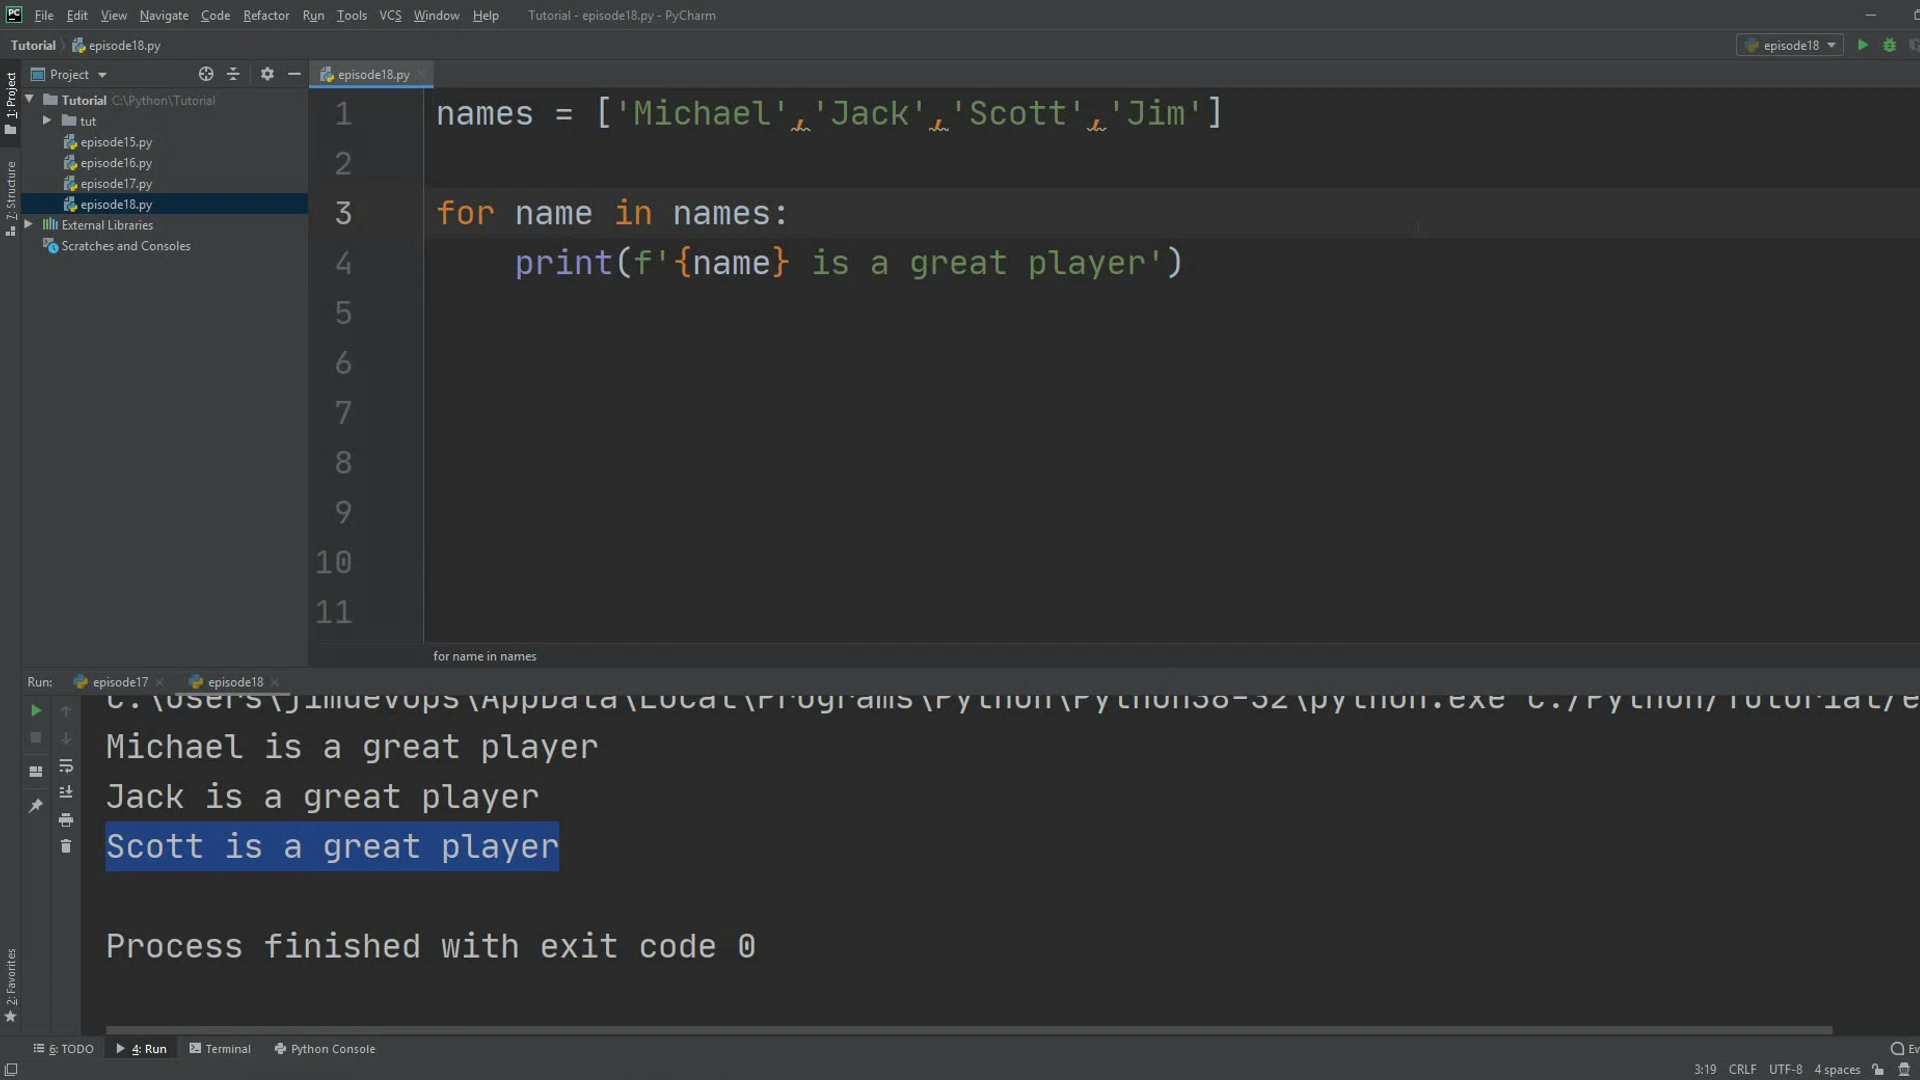 PC File Edit View Navigate Code Refactor Run Tools VCS Window Help Tutorial - episode18.py - PyCharm
Tutorial episode18.py episode18
1: Project
Project episode18.py
Tutorial C:\Python\Tutorial
tut
episode15.py
episode16.py
episode17.py
episode18.py
External Libraries
Scratches and Consoles
7: Structure
1 names = ['Michael','Jack','Scott','Jim']
2
3 for name in names:
4 print(f'{name} is a great player')
5
6
7
8
9
10
11
for name in names
Run: episode17 episode18
C:\Users\jimdevops\AppData\Local\Programs\Python\Python38-32\python.exe C:/Python/Tutorial/e
Michael is a great player
Jack is a great player
Scott is a great player
Process finished with exit code 0
2: Favorites
6: TODO 4: Run Terminal Python Console Ev
3:19 CRLF UTF-8 4 spaces